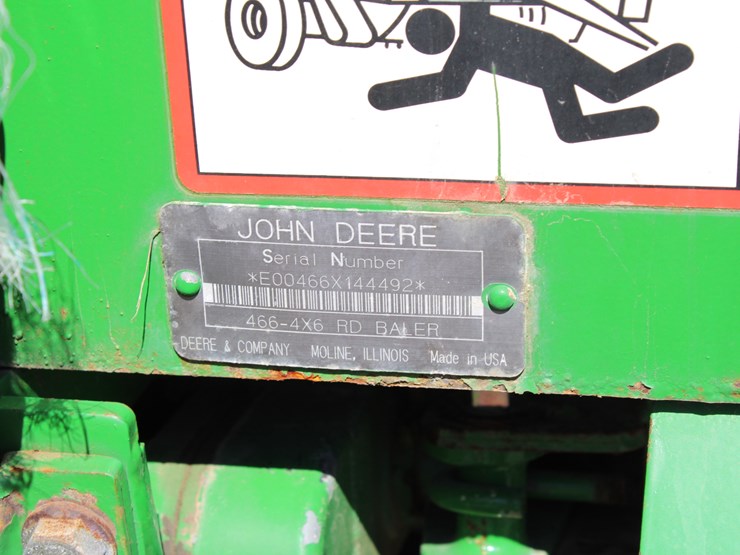 JOHN DEERE
Serial Number
*E00466X144492*
466-4X6 RD BALER
DEERE & COMPANY MOLINE, ILLINOIS Made in USA